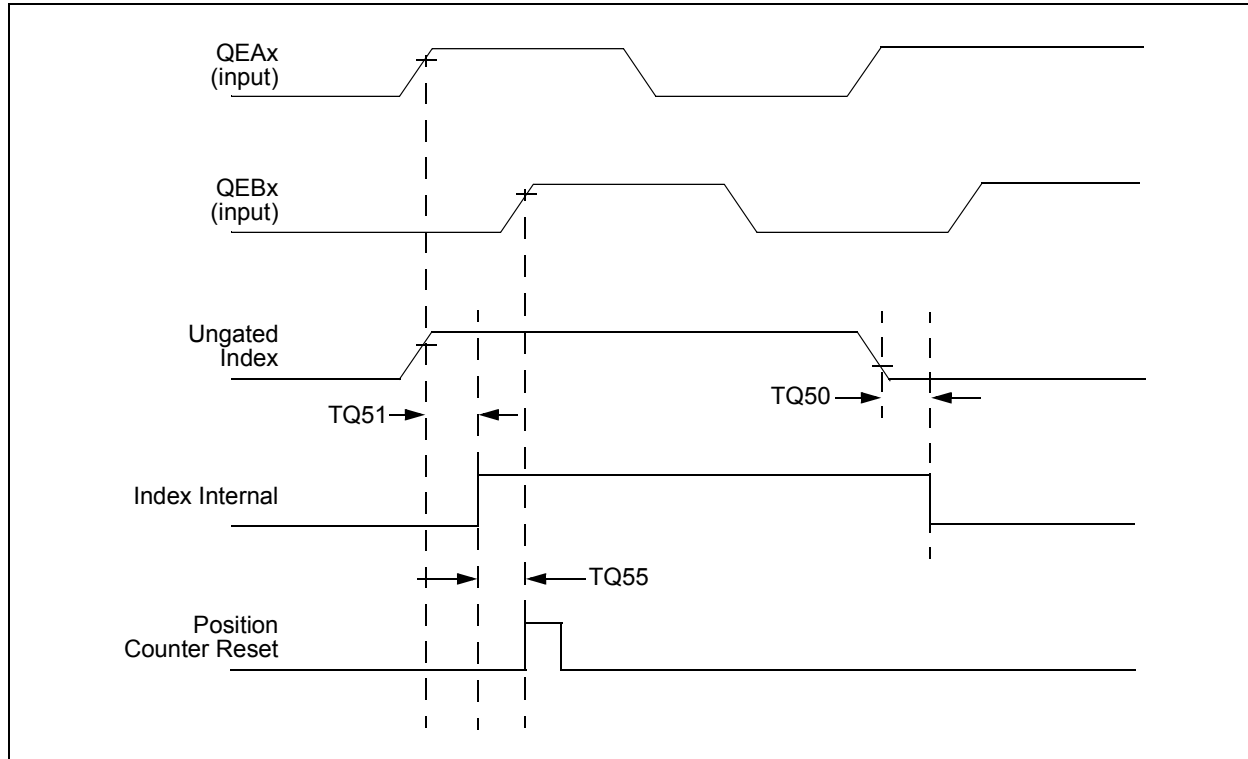 QEAx
(input)
QEBx
(input)
Ungated
Index
TQ51
TQ50
Index Internal
TQ55
Position
Counter Reset